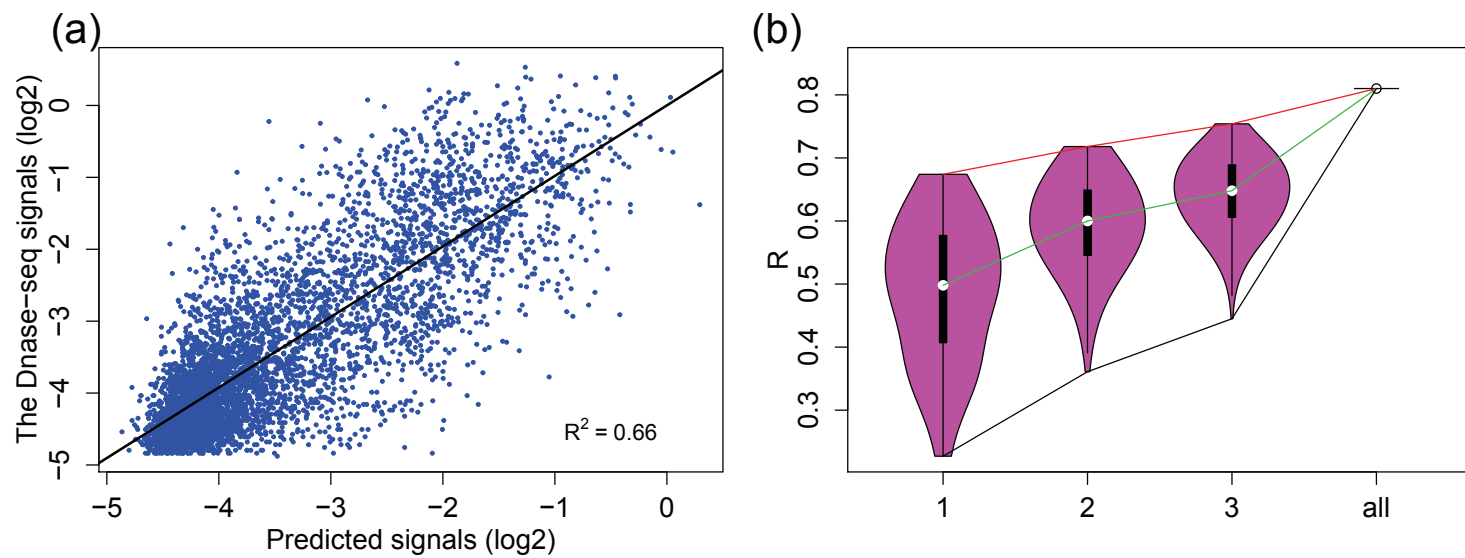 (a)
The Dnase−seq signals (log2)
0
−1
−2
−3
−4
−5
R² = 0.66
−5 −4 −3 −2 −1 0
Predicted signals (log2)
(b)
R
0.8
0.7
0.6
0.5
0.4
0.3
1 2 3 all